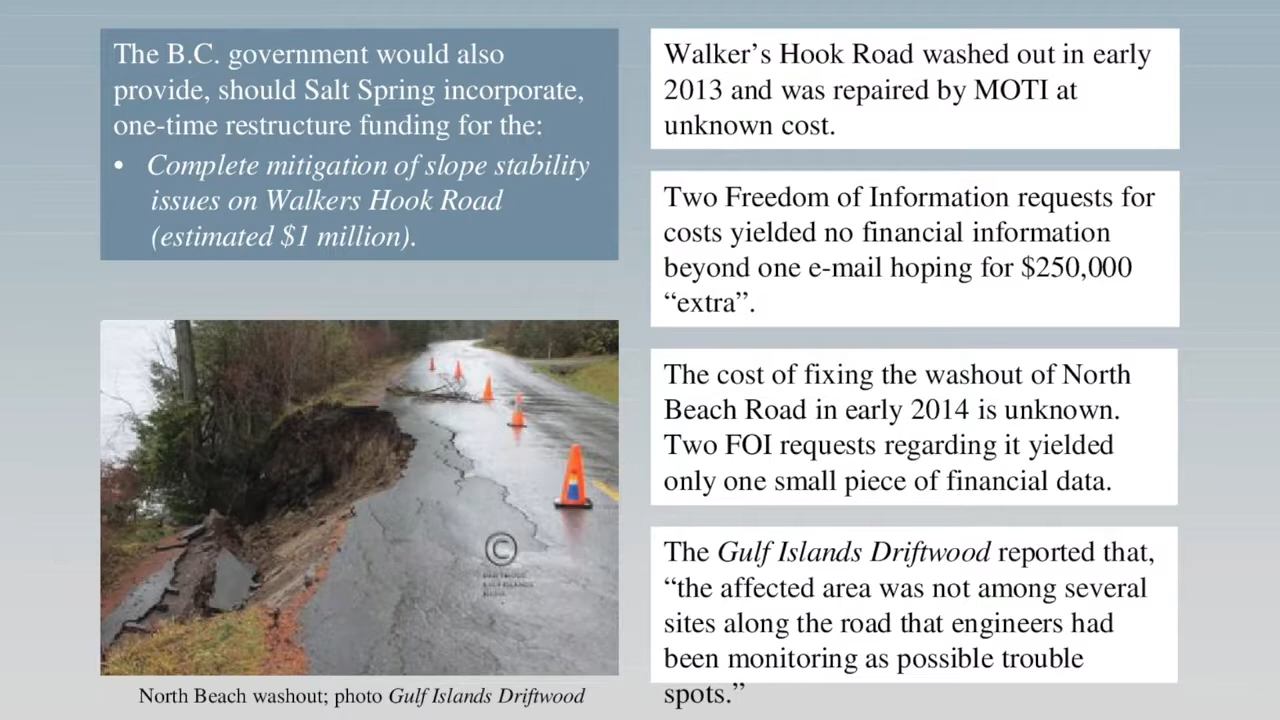 The B.C. government would also
provide, should Salt Spring incorporate,
one-time restructure funding for the:
• Complete mitigation of slope stability
issues on Walkers Hook Road
(estimated $1 million).
North Beach washout; photo Gulf Islands Driftwood
Walker’s Hook Road washed out in early
2013 and was repaired by MOTI at
unknown cost.
Two Freedom of Information requests for
costs yielded no financial information
beyond one e-mail hoping for $250,000
“extra”.
The cost of fixing the washout of North
Beach Road in early 2014 is unknown.
Two FOI requests regarding it yielded
only one small piece of financial data.
The Gulf Islands Driftwood reported that,
“the affected area was not among several
sites along the road that engineers had
been monitoring as possible trouble
spots.”